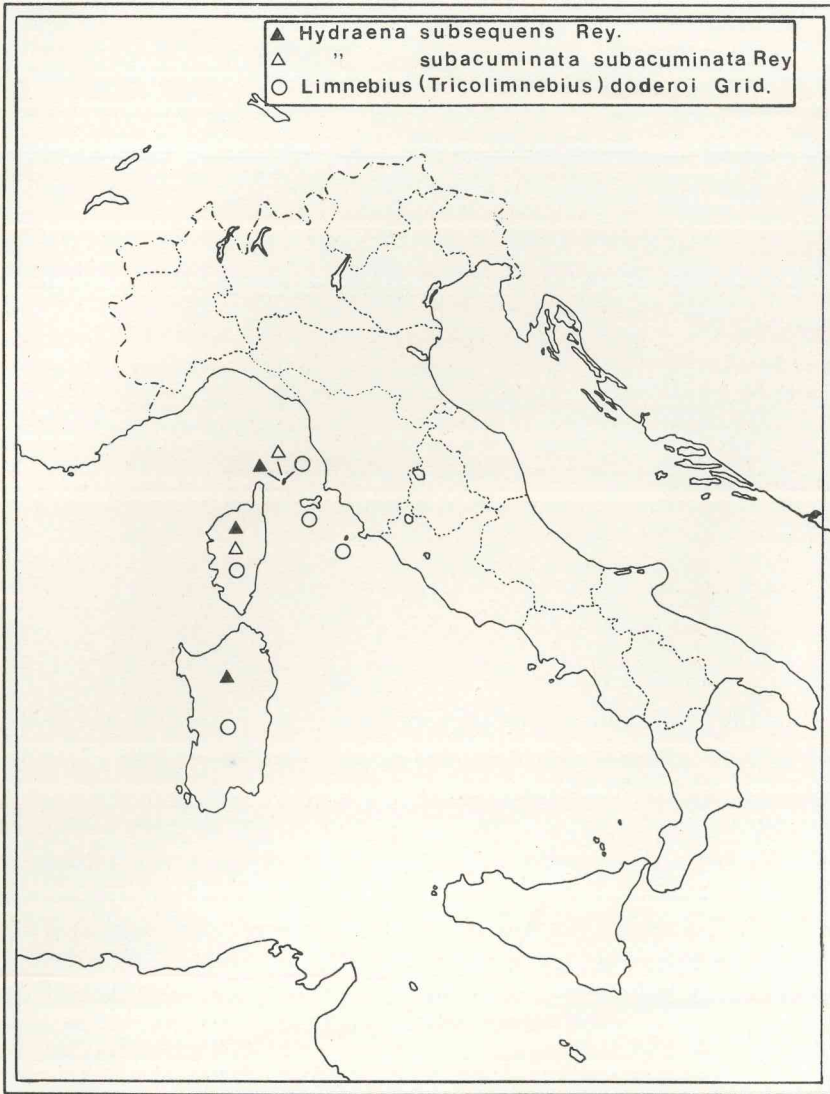 ▲ Hydraena subsequens Rey.
△ " subacuminata subacuminata Rey
○ Limnebius (Tricolimnebius) doderoi Grid.